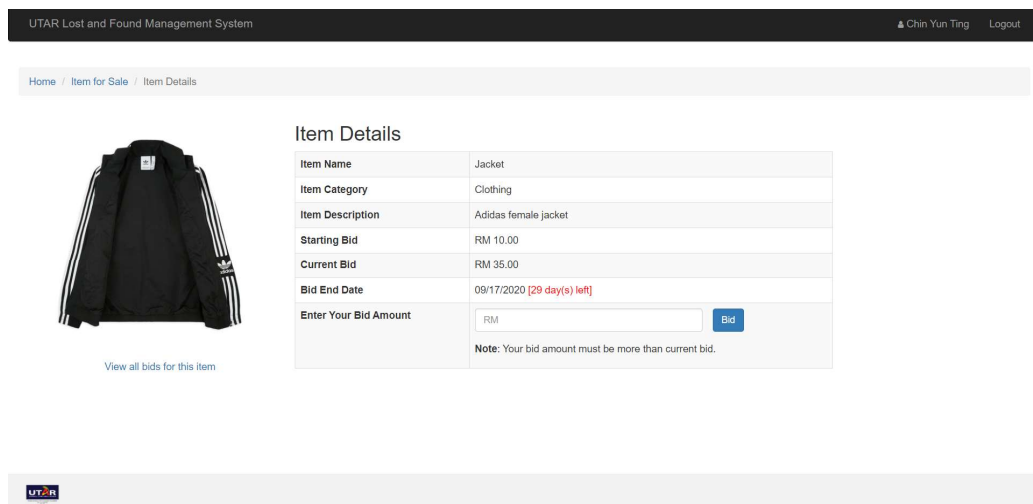 UTAR Lost and Found Management System Chin Yun Ting Logout
Home / Item for Sale / Item Details
Item Details
Item Name Jacket
Item Category Clothing
Item Description Adidas female jacket
Starting Bid RM 10.00
Current Bid RM 35.00
Bid End Date 09/17/2020 [29 day(s) left]
Enter Your Bid Amount RM Bid
Note: Your bid amount must be more than current bid.
adidas
View all bids for this item
UTAR